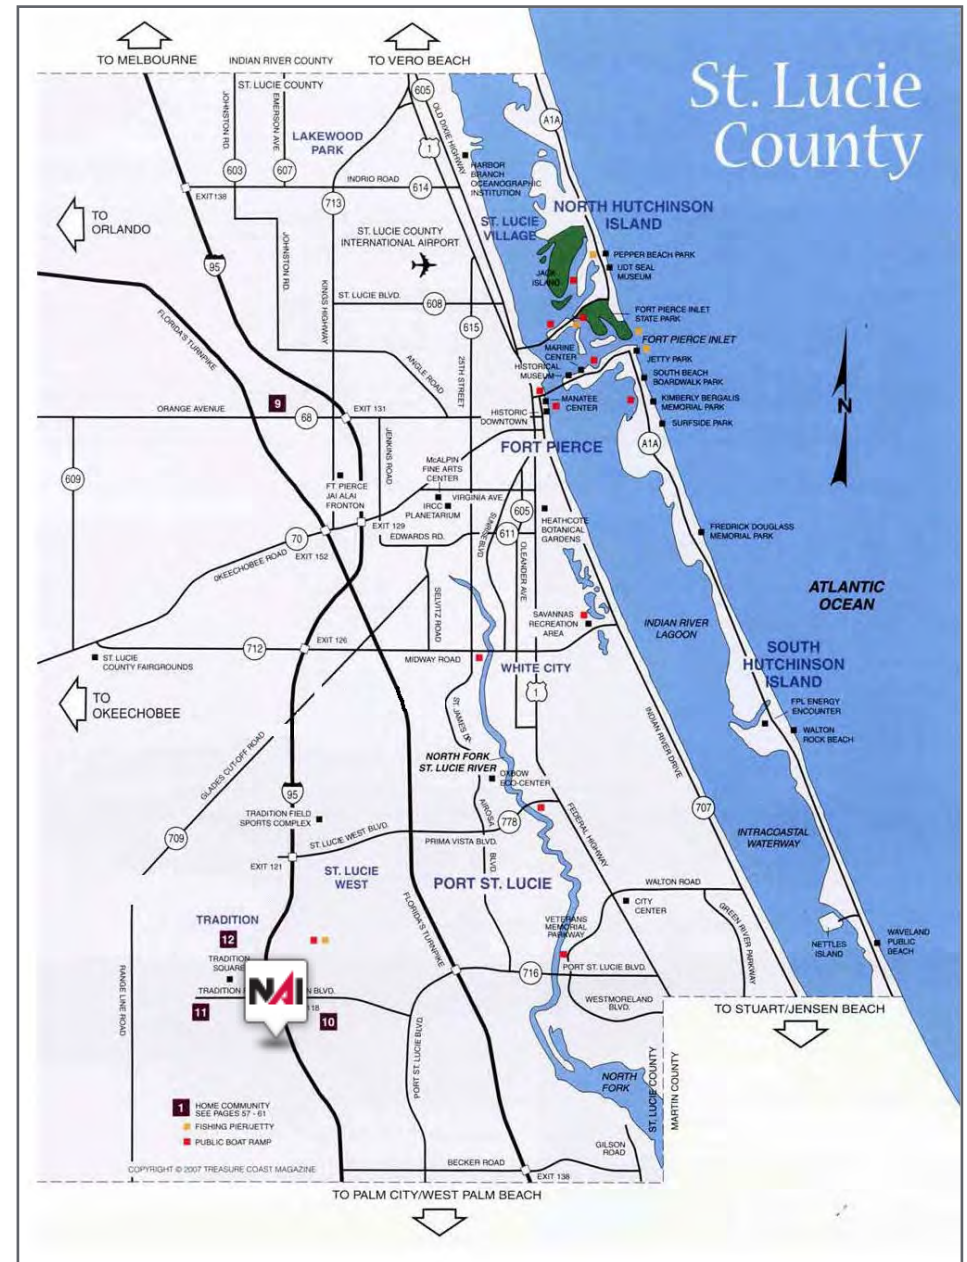 St. Lucie
County
TO MELBOURNE
INDIAN RIVER COUNTY
TO VERO BEACH
ST. LUCIE COUNTY
JOHNSTON RD.
EMERSON AVE.
605
OLD DIXIE HIGHWAY
A1A
LAKEWOOD
PARK
1
HARBOR
BRANCH
OCEANOGRAPHIC
INSTITUTION
603
607
INDRIO ROAD
614
EXIT138
713
TO
ORLANDO
NORTH HUTCHINSON
ISLAND
ST. LUCIE
VILLAGE
ST. LUCIE COUNTY
INTERNATIONAL AIRPORT
JOHNSTON RD.
95
PEPPER BEACH PARK
UDT SEAL
MUSEUM
JACK
ISLAND
KINGS HIGHWAY
ST. LUCIE BLVD.
608
615
FORT PIERCE INLET
STATE PARK
FLORIDA'S TURNPIKE
FORT PIERCE INLET
MARINE
CENTER
JETTY PARK
HISTORICAL
MUSEUM
SOUTH BEACH
BOARDWALK PARK
ANGLE ROAD
25TH STREET
MANATEE
CENTER
KIMBERLY BERGALIS
MEMORIAL PARK
N
ORANGE AVENUE
9
68
EXIT 131
HISTORIC
DOWNTOWN
SURFSIDE PARK
JENKINS ROAD
FORT PIERCE
A1A
609
McALPIN
FINE ARTS
CENTER
FT PIERCE
JAI ALAI
FRONTON
VIRGINIA AVE.
IRCC
PLANETARIUM
605
SUNRISE BLVD
HEATHCOTE
BOTANICAL
GARDENS
EXIT 129
EDWARDS RD.
611
70
EXIT 152
OKEECHOBEE ROAD
OLEANDER AVE.
FREDRICK DOUGLASS
MEMORIAL PARK
SELVITZ ROAD
ATLANTIC
OCEAN
SAVANNAS
RECREATION
AREA
INDIAN RIVER
LAGOON
EXIT 126
712
MIDWAY ROAD
ST. LUCIE
COUNTY FAIRGROUNDS
WHITE CITY
SOUTH
HUTCHINSON
ISLAND
TO
OKEECHOBEE
1
FPL ENERGY
ENCOUNTER
WALTON
ROCK BEACH
ST. JAMES DR.
INDIAN RIVER DRIVE
GLADES CUT-OFF ROAD
NORTH FORK
ST. LUCIE RIVER
OXBOW
ECO-CENTER
95
707
TRADITION FIELD
SPORTS COMPLEX
AIROSA
BLVD.
778
FEDERAL HIGHWAY
709
ST. LUCIE WEST BLVD.
PRIMA VISTA BLVD.
INTRACOASTAL
WATERWAY
EXIT 121
ST. LUCIE
WEST
PORT ST. LUCIE
WALTON ROAD
CITY
CENTER
GREEN RIVER PARKWAY
FLORIDA'S TURNPIKE
TRADITION
12
VETERANS
MEMORIAL
PARKWAY
NETTLES
ISLAND
WAVELAND
PUBLIC
BEACH
TRADITION
SQUARE
RANGE LINE ROAD
NAI
716
PORT ST. LUCIE BLVD.
TRADITION
BLVD.
11
10
WESTMORELAND
BLVD.
TO STUART/JENSEN BEACH
PORT ST. LUCIE BLVD.
ST. LUCIE COUNTY
MARTIN COUNTY
NORTH
FORK
1
HOME COMMUNITY
SEE PAGES 57 - 61
FISHING PIER/JETTY
PUBLIC BOAT RAMP
GILSON
ROAD
BECKER ROAD
EXIT 138
COPYRIGHT © 2007 TREASURE COAST MAGAZINE
TO PALM CITY/WEST PALM BEACH